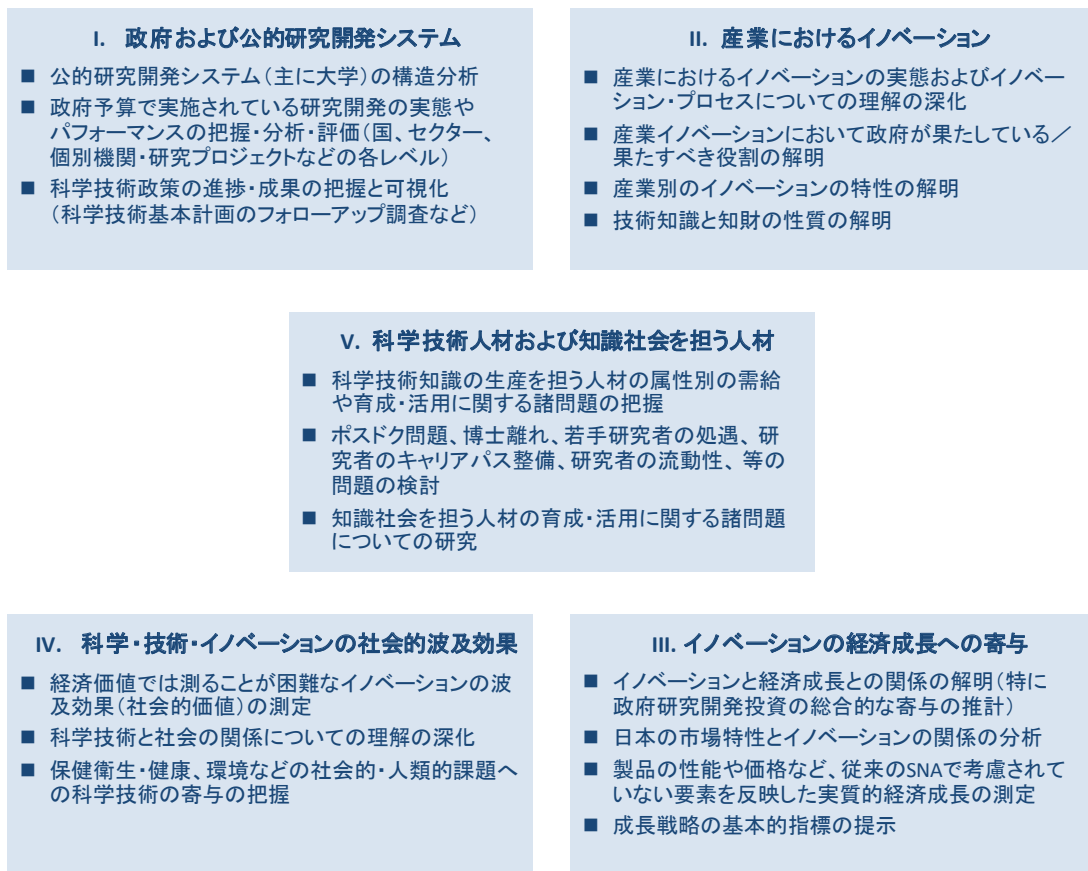 I. 政府および公的研究開発システム
■ 公的研究開発システム（主に大学）の構造分析
■ 政府予算で実施されている研究開発の実態や
パフォーマンスの把握・分析・評価（国、セクター、
個別機関・研究プロジェクトなどの各レベル）
■ 科学技術政策の進捗・成果の把握と可視化
（科学技術基本計画のフォローアップ調査など）
II. 産業におけるイノベーション
■ 産業におけるイノベーションの実態およびイノベー
ション・プロセスについての理解の深化
■ 産業イノベーションにおいて政府が果たしている／
果たすべき役割の解明
■ 産業別のイノベーションの特性の解明
■ 技術知識と知財の性質の解明
V. 科学技術人材および知識社会を担う人材
■ 科学技術知識の生産を担う人材の属性別の需給
や育成・活用に関する諸問題の把握
■ ポスドク問題、博士離れ、若手研究者の処遇、研
究者のキャリアパス整備、研究者の流動性、等の
問題の検討
■ 知識社会を担う人材の育成・活用に関する諸問題
についての研究
IV. 科学・技術・イノベーションの社会的波及効果
■ 経済価値では測ることが困難なイノベーションの波
及効果（社会的価値）の測定
■ 科学技術と社会の関係についての理解の深化
■ 保健衛生・健康、環境などの社会的・人類的課題へ
の科学技術の寄与の把握
III. イノベーションの経済成長への寄与
■ イノベーションと経済成長との関係の解明（特に
政府研究開発投資の総合的な寄与の推計）
■ 日本の市場特性とイノベーションの関係の分析
■ 製品の性能や価格など、従来のSNAで考慮されて
いない要素を反映した実質的経済成長の測定
■ 成長戦略の基本的指標の提示